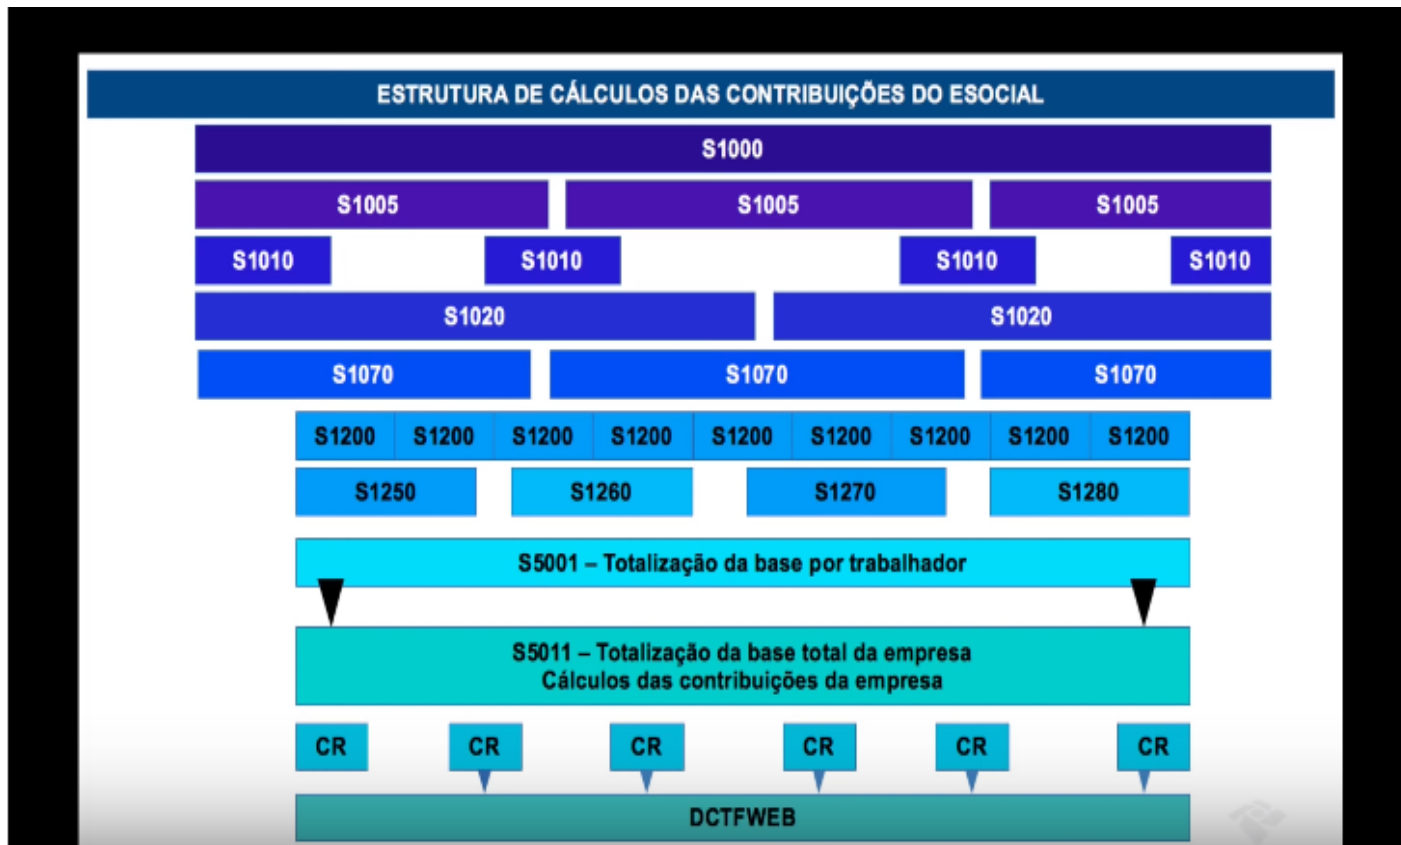 ESTRUTURA DE CÁLCULOS DAS CONTRIBUIÇÕES DO ESOCIAL
S1000
S1005 S1005 S1005
S1010 S1010 S1010 S1010
S1020 S1020
S1070 S1070 S1070
S1200 S1200 S1200 S1200 S1200 S1200 S1200 S1200 S1200
S1250 S1260 S1270 S1280
S5001 – Totalização da base por trabalhador
S5011 – Totalização da base total da empresa
Cálculos das contribuições da empresa
CR CR CR CR CR CR
DCTFWEB